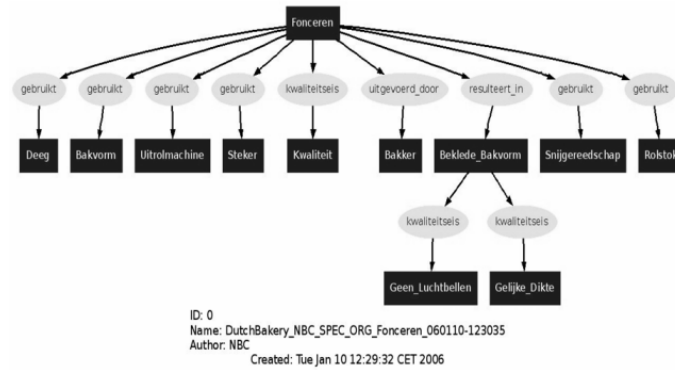 Fonceren
gebruikt gebruikt gebruikt gebruikt kwaliteitseis uitgevoerd_door resulteert_in gebruikt gebruikt
Deeg Bakvorm Uitrolmachine Steker Kwaliteit Bakker Beklede_Bakvorm Snijgereedschap Rolstok
kwaliteitseis kwaliteitseis
Geen_Luchtbellen Gelijke_Dikte
ID: 0
Name: DutchBakery_NBC_SPEC_ORG_Fonceren_060110-123035
Author: NBC
Created: Tue Jan 10 12:29:32 CET 2006